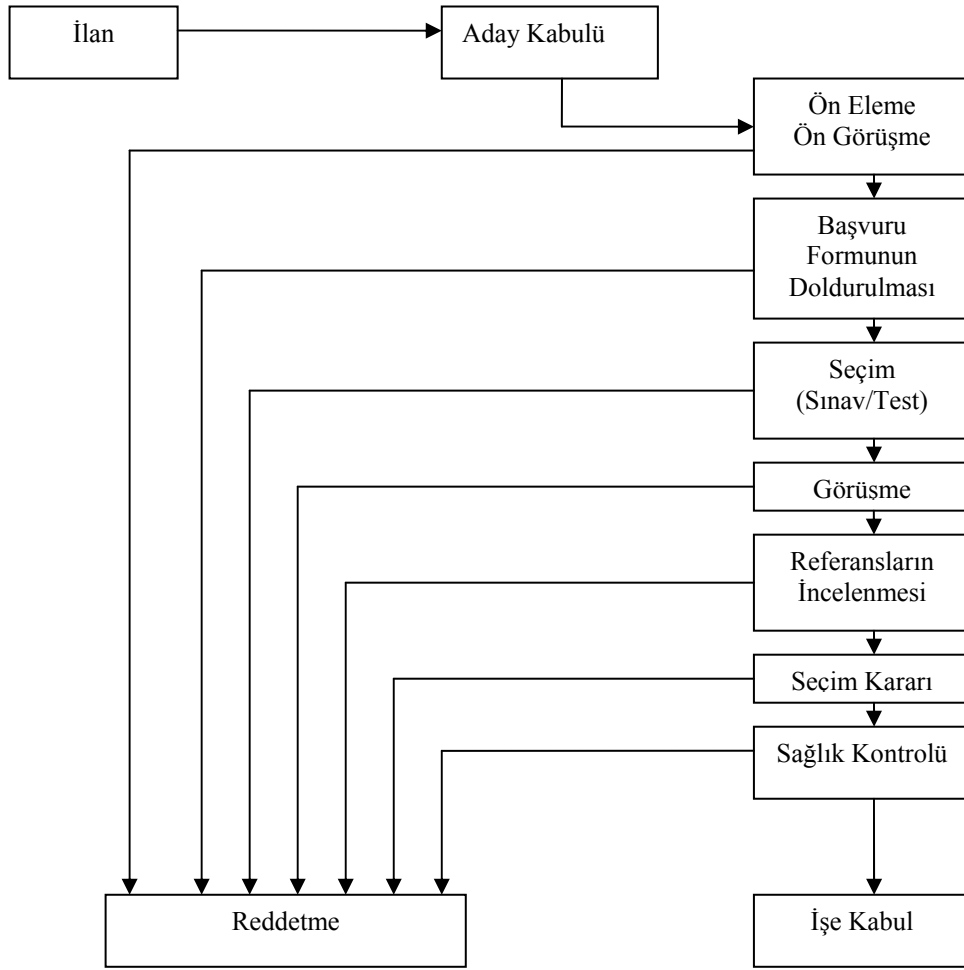 İlan
Aday Kabulü
Ön Eleme
Ön Görüşme
Başvuru
Formunun
Doldurulması
Seçim
(Sınav/Test)
Görüşme
Referansların
İncelenmesi
Seçim Kararı
Sağlık Kontrolü
Reddetme
İşe Kabul